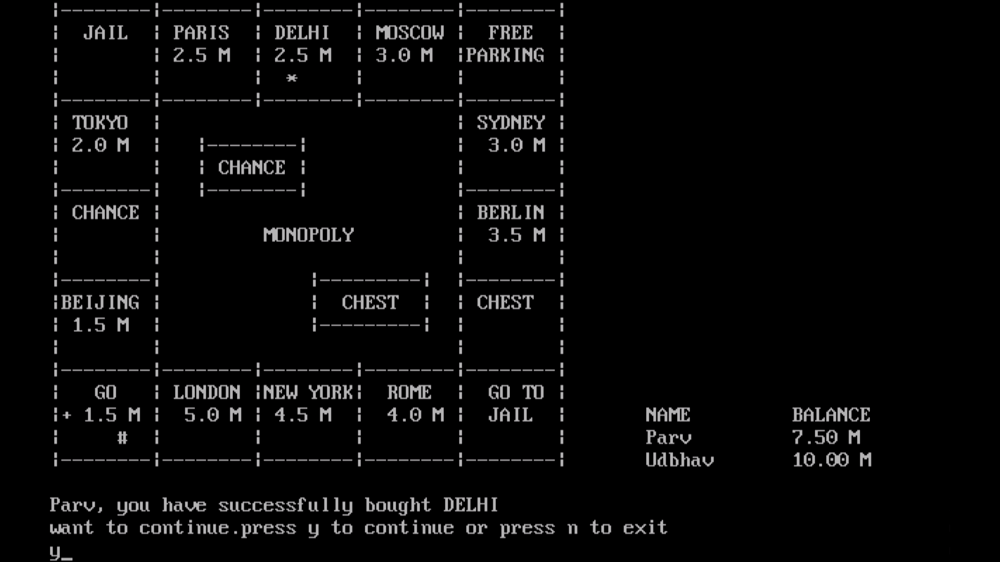 JAIL PARIS DELHI MOSCOW FREE
2.5 M 2.5 M 3.0 M PARKING
*
TOKYO SYDNEY
2.0 M 3.0 M
CHANCE
CHANCE BERLIN
MONOPOLY 3.5 M
BEIJING CHEST CHEST
1.5 M
GO LONDON NEW YORK ROME GO TO
+ 1.5 M 5.0 M 4.5 M 4.0 M JAIL NAME BALANCE
# Parv 7.50 M
Udbhav 10.00 M
Parv, you have successfully bought DELHI
want to continue.press y to continue or press n to exit
y_